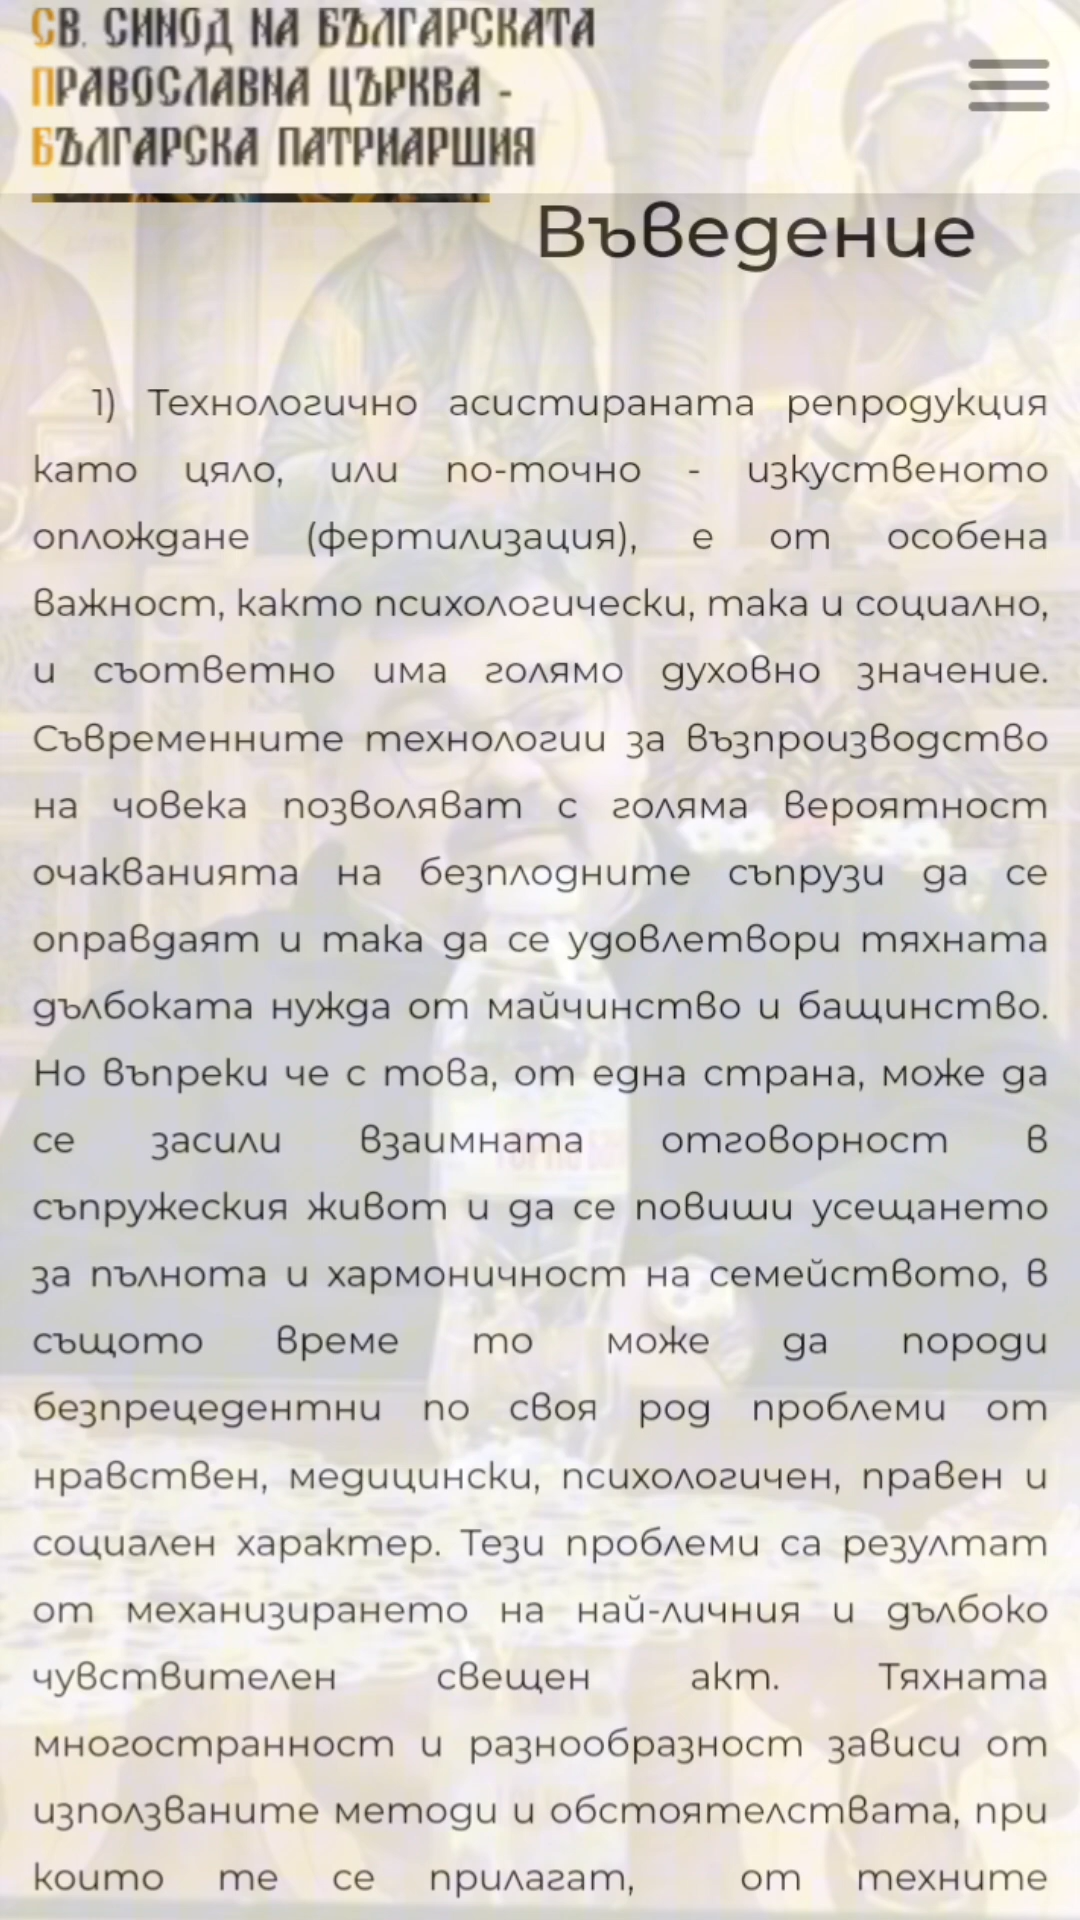 СВ. СИНОД НА БЪЛГАРСКАТА
ПРАВОСЛАВНА ЦЪРКВА -
БЪЛГАРСКА ПАТРИАРШИЯ
Въведение
1) Технологично асистираната репродукция
като цяло, или по-точно - изкуственото
оплождане (фертилизация), е от особена
важност, както психологически, така и социално,
и съответно има голямо духовно значение.
Съвременните технологии за възпроизводство
на човека позволяват с голяма вероятност
очакванията на безплодните съпрузи да се
оправдаят и така да се удовлетвори тяхната
дълбоката нужда от майчинство и бащинство.
Но въпреки че с това, от една страна, може да
се засили взаимната отговорност в
съпружеския живот и да се повиши усещането
за пълнота и хармоничност на семейството, в
същото време то може да породи
безпрецедентни по своя род проблеми от
нравствен, медицински, психологичен, правен и
социален характер. Тези проблеми са резултат
от механизирането на най-личния и дълбоко
чувствителен свещен акт. Тяхната
многостранност и разнообразност зависи от
използваните методи и обстоятелствата, при
които те се прилагат, от техните